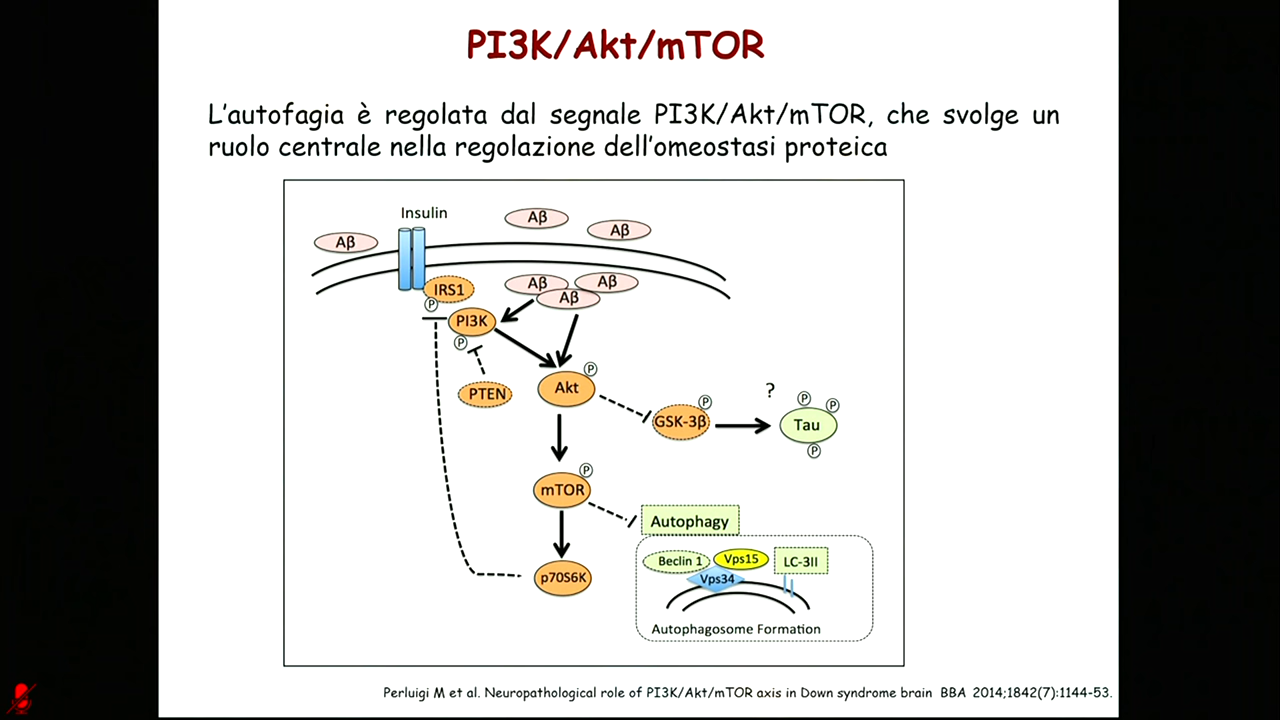 PI3K/Akt/mTOR
L’autofagia è regolata dal segnale PI3K/Akt/mTOR, che svolge un
ruolo centrale nella regolazione dell’omeostasi proteica
Insulin
Aβ
Aβ
Aβ
IRS1
Aβ
Aβ
Aβ
P
PI3K
P
PTEN
Akt
P
GSK-3β
P
?
Tau
P
P
P
mTOR
P
Autophagy
p70S6K
Beclin 1
Vps15
LC-3II
Vps34
Autophagosome Formation
Perluigi M et al. Neuropathological role of PI3K/Akt/mTOR axis in Down syndrome brain BBA 2014;1842(7):1144-53.